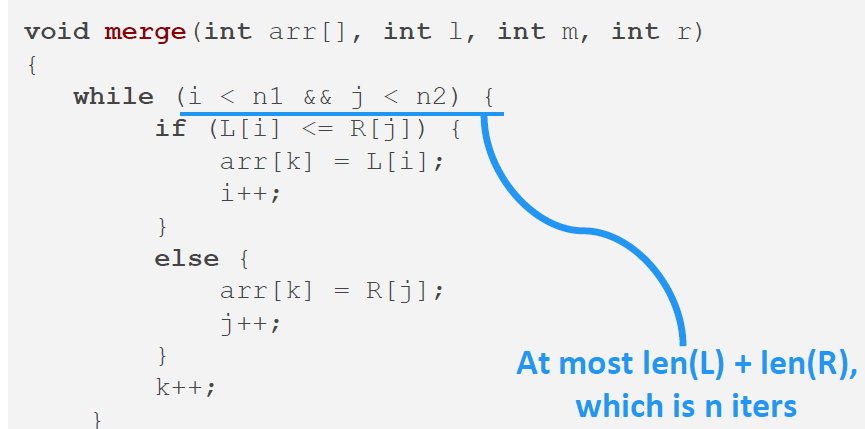 void merge(int arr[], int l, int m, int r)
{
while (i < n1 && j < n2) {
if (L[i] <= R[j]) {
arr[k] = L[i];
i++;
}
else {
arr[k] = R[j];
j++;
}
k++;
}
At most len(L) + len(R),
which is n iters